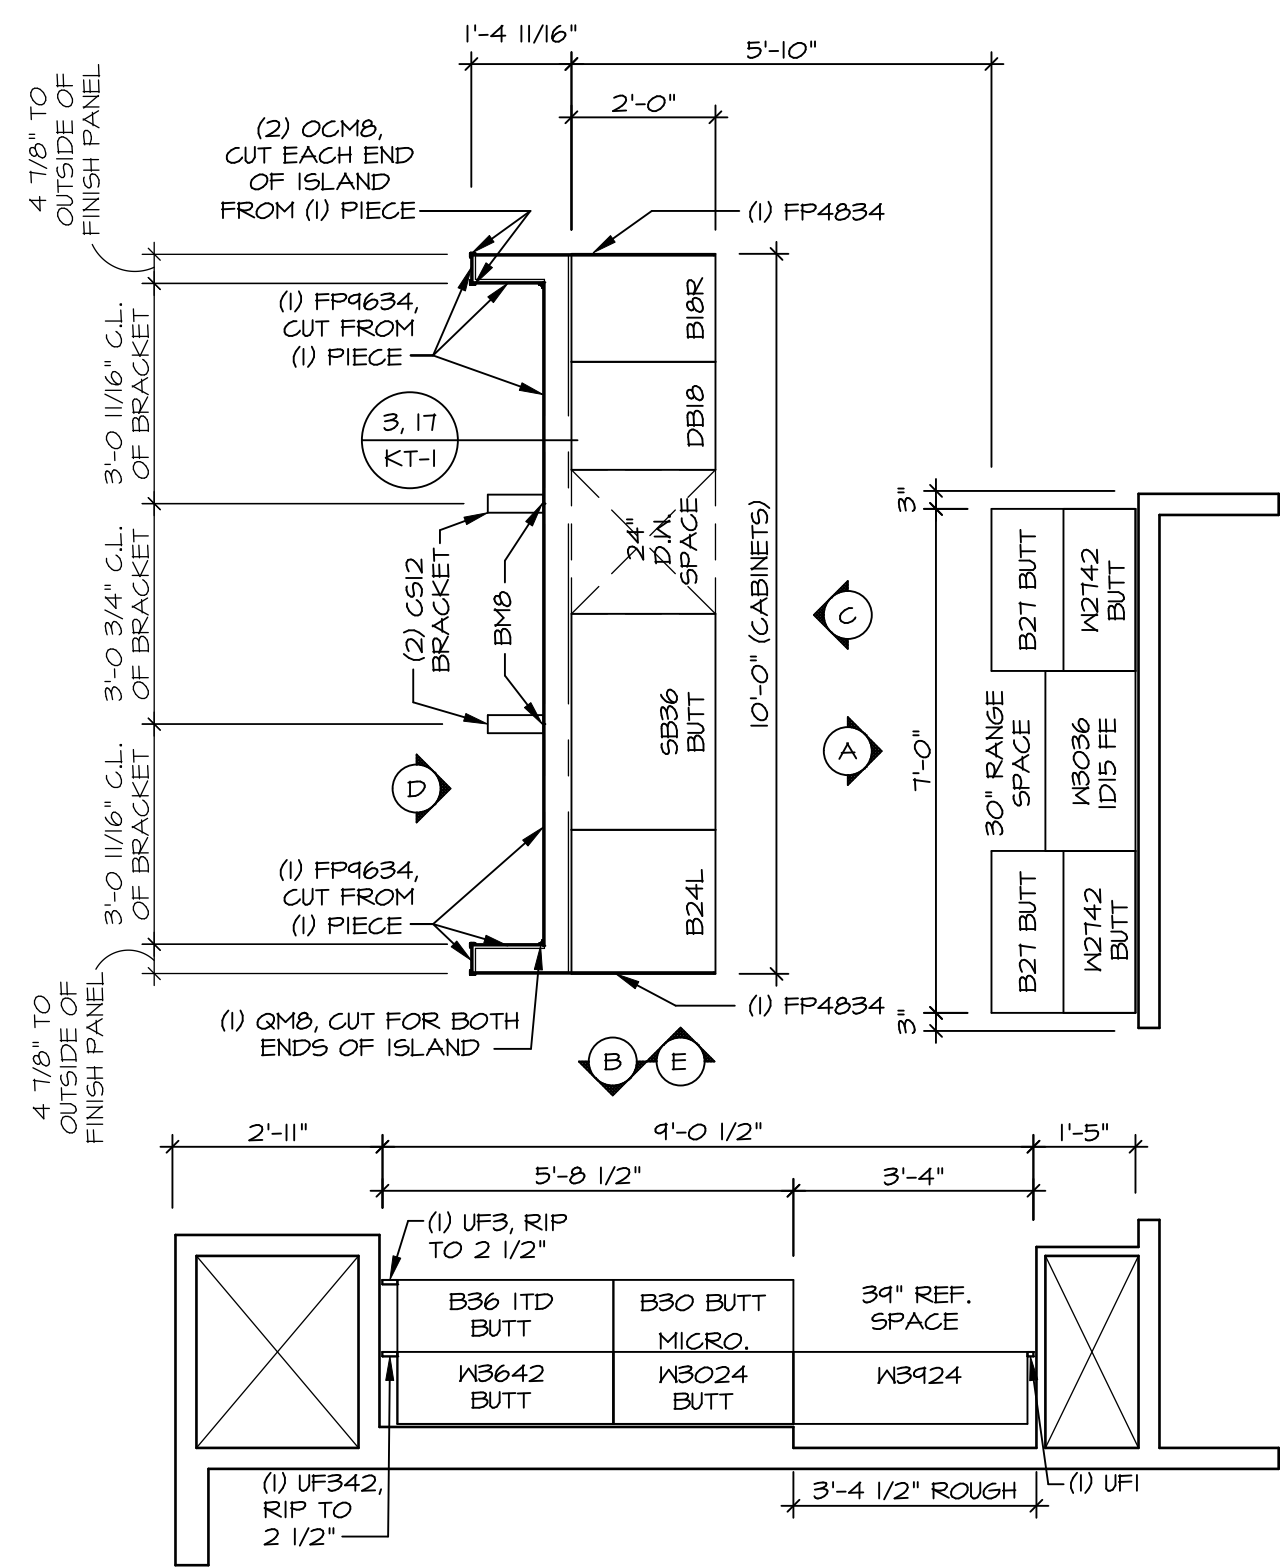 1'-4 11/16"
5'-10"
2'-0"
4 7/8" TO
OUTSIDE OF
FINISH PANEL
(2) OCM8,
CUT EACH END
OF ISLAND
FROM (1) PIECE
(1) FP4834
(1) FP9634,
CUT FROM
(1) PIECE
3'-0 11/16" C.L.
OF BRACKET
B18R
DB18
3, 17
KT-1
24"
D.W.
SPACE
3"
10'-0" (CABINETS)
3'-0 3/4" C.L.
OF BRACKET
(2) CS12
BRACKET
BM8
B27 BUTT
W2742
BUTT
C
SB36
BUTT
A
7'-0"
30" RANGE
SPACE
W3036
1D15 FE
D
3'-0 11/16" C.L.
OF BRACKET
(1) FP9634,
CUT FROM
(1) PIECE
B24L
B27 BUTT
W2742
BUTT
3"
4 7/8" TO
OUTSIDE OF
FINISH PANEL
(1) QM8, CUT FOR BOTH
ENDS OF ISLAND
(1) FP4834
B
E
2'-11"
9'-0 1/2"
1'-5"
5'-8 1/2"
3'-4"
(1) UF3, RIP
TO 2 1/2"
B36 1TD
BUTT
B30 BUTT
MICRO.
39" REF.
SPACE
W3642
BUTT
W3024
BUTT
W3924
(1) UF342,
RIP TO
2 1/2"
3'-4 1/2" ROUGH
(1) UF1